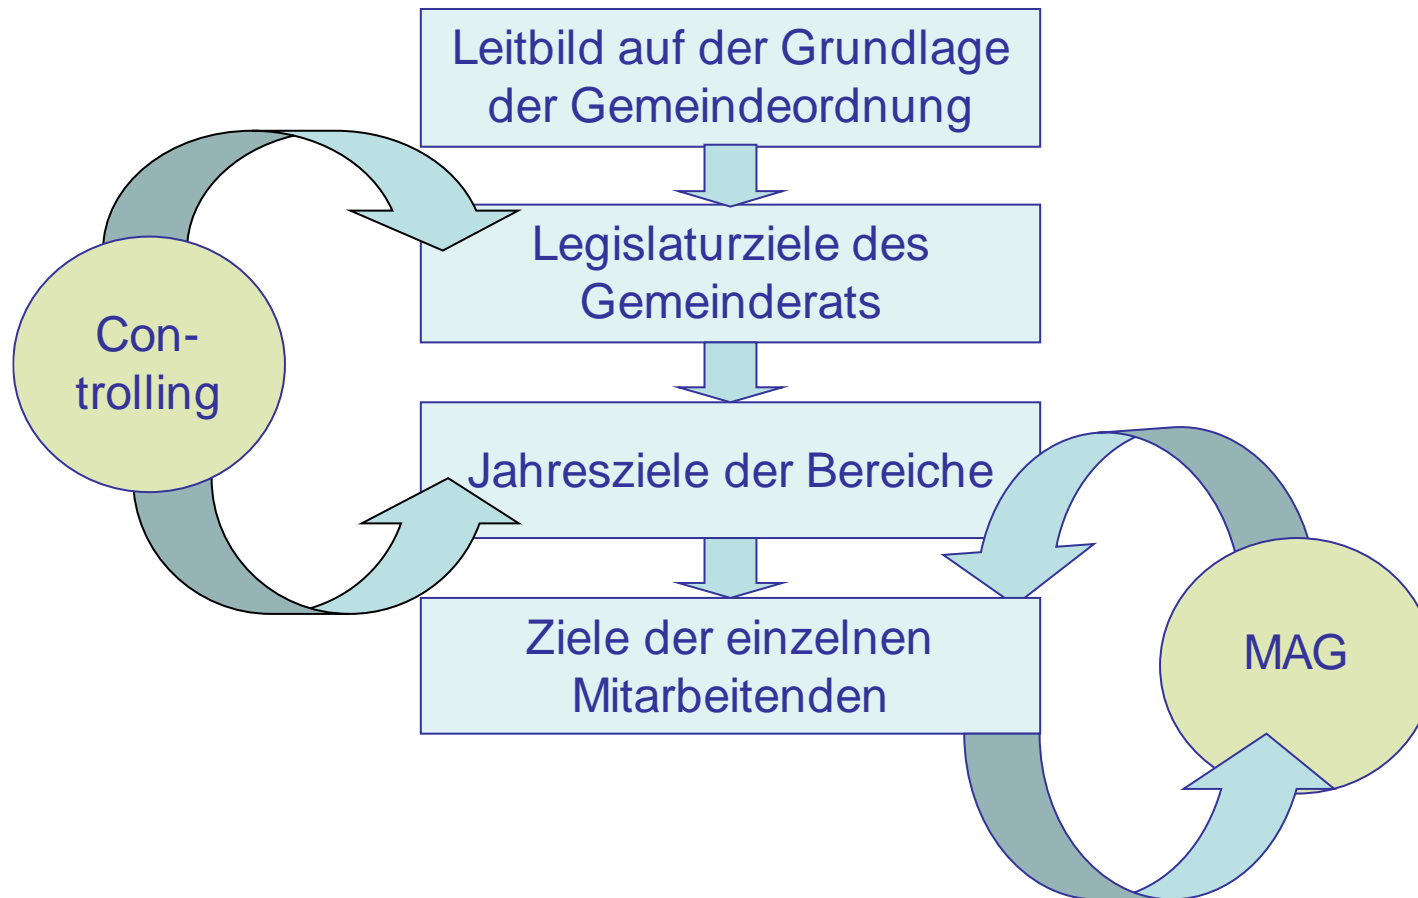 Leitbild auf der Grundlage
der Gemeindeordnung
Legislaturziele des
Gemeinderats
Con-
trolling
Jahresziele der Bereiche
Ziele der einzelnen
Mitarbeitenden
MAG